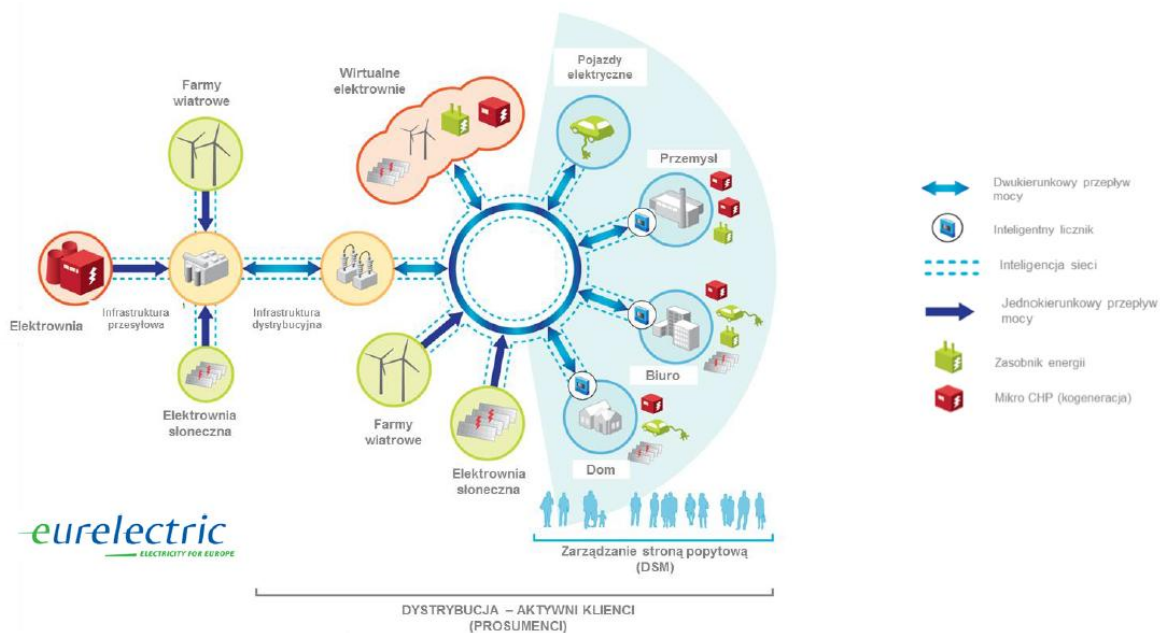 Farmy
wiatrowe
Wirtualne
elektrownie
Pojazdy
elektryczne
Przemysł
Elektrownia
Infrastruktura
przesyłowa
Infrastruktura
dystrybucyjna
Elektrownia
słoneczna
Farmy
wiatrowe
Elektrownia
słoneczna
Biuro
Dom
Dwukierunkowy przepływ
mocy
Inteligentny licznik
Inteligencja sieci
Jednokierunkowy przepływ
mocy
Zasobnik energii
Mikro CHP (kogeneracja)
eurelectric
ELECTRICITY FOR EUROPE
Zarządzanie stroną popytową
(DSM)
DYSTRYBUCJA – AKTYWNI KLIENCI
(PROSUMENCI)